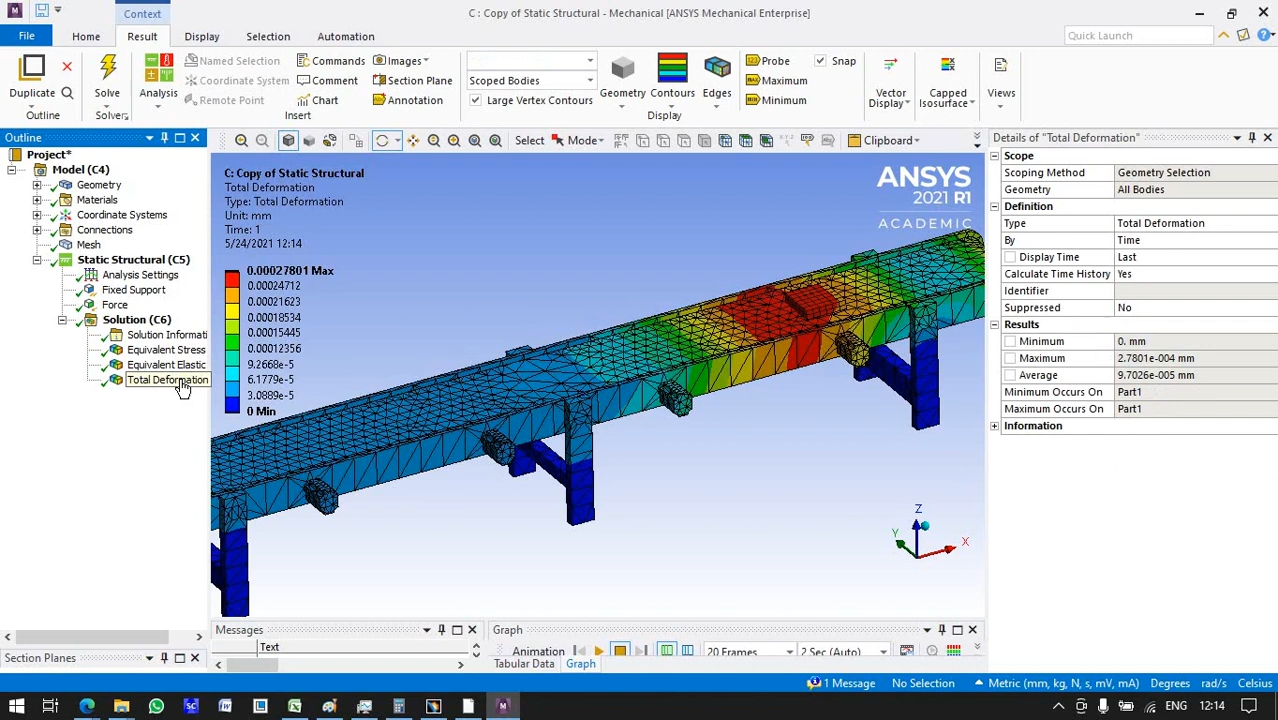 Context
C : Copy of Static Structural - Mechanical [ANSYS Mechanical Enterprise]
File Home Result Display Selection Automation
Quick Launch
Duplicate
Outline
Solve
Solver
Analysis
Named Selection
Coordinate System
Remote Point
Commands
Comment
Chart
Images
Section Plane
Annotation
Insert
Scoped Bodies
Large Vertex Contours
Geometry
Contours
Edges
Display
Probe
Snap
Maximum
Minimum
Vector
Display
Capped
Isosurface
Views
Outline
Select
Mode
Clipboard
Details of "Total Deformation"
Project*
Model (C4)
Geometry
Materials
Coordinate Systems
Connections
Mesh
Static Structural (C5)
Analysis Settings
Fixed Support
Force
Solution (C6)
Solution Informati
Equivalent Stress
Equivalent Elastic
Total Deformation
Section Planes
C: Copy of Static Structural
Total Deformation
Type: Total Deformation
Unit: mm
Time: 1
5/24/2021 12:14
0.00027801 Max
0.00024712
0.00021623
0.00018534
0.00015445
0.00012356
9.2668e-5
6.1779e-5
3.0889e-5
0 Min
ANSYS
2021 R1
ACADEMIC
Z
Y
X
Scope
Scoping Method Geometry Selection
Geometry All Bodies
Definition
Type Total Deformation
By Time
Display Time Last
Calculate Time History Yes
Identifier
Suppressed No
Results
Minimum 0. mm
Maximum 2.7801e-004 mm
Average 9.7026e-005 mm
Minimum Occurs On Part1
Maximum Occurs On Part1
Information
Messages
Text
Graph
Animation
20 Frames
2 Sec (Auto)
Tabular Data Graph
1 Message
No Selection
Metric (mm, kg, N, s, mV, mA)
Degrees
rad/s
Celsius
ENG
12:14